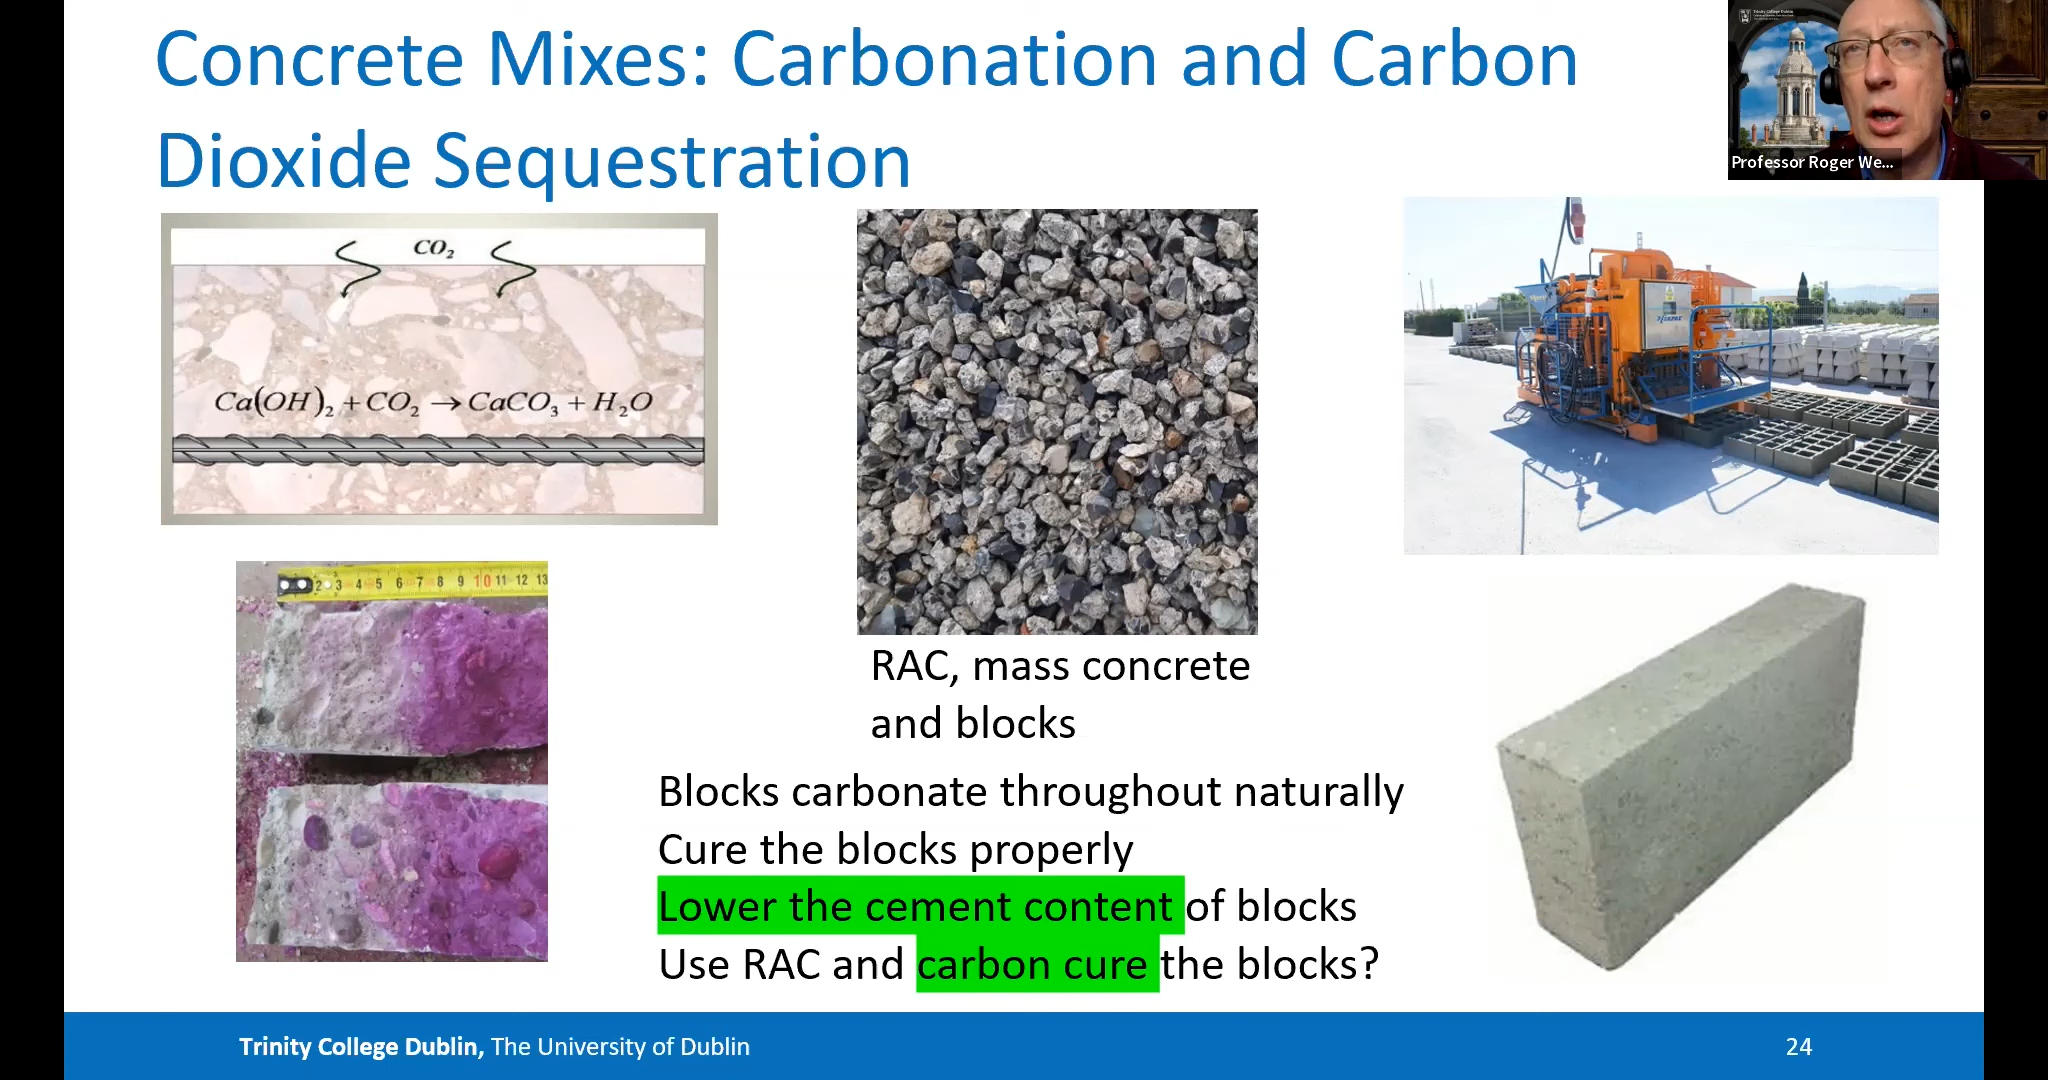 Concrete Mixes: Carbonation and Carbon
Dioxide Sequestration
Professor Roger We...
CO₂
Ca(OH)₂ + CO₂ → CaCO₃ + H₂O
2 3 4 5 6 7 8 9 10 11 12 13
RAC, mass concrete
and blocks
Blocks carbonate throughout naturally
Cure the blocks properly
Lower the cement content of blocks
Use RAC and carbon cure the blocks?
Trinity College Dublin, The University of Dublin
24